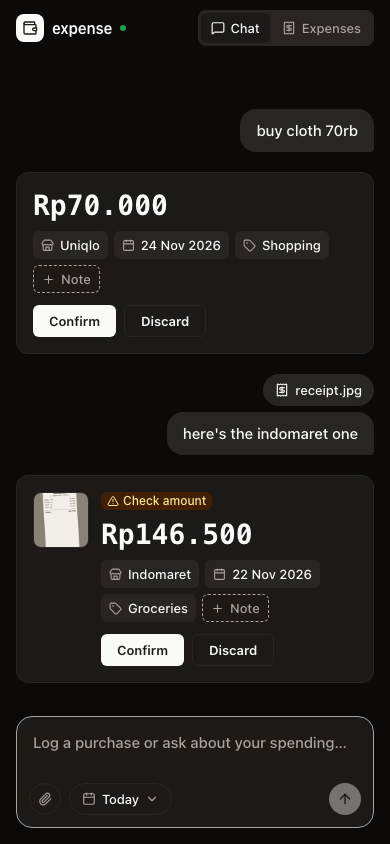 expense
Chat
Expenses
buy cloth 70rb
Rp70.000
Uniqlo
24 Nov 2026
Shopping
+ Note
Confirm
Discard
receipt.jpg
here's the indomaret one
Check amount
Rp146.500
Indomaret
22 Nov 2026
Groceries
+ Note
Confirm
Discard
Log a purchase or ask about your spending...
Today